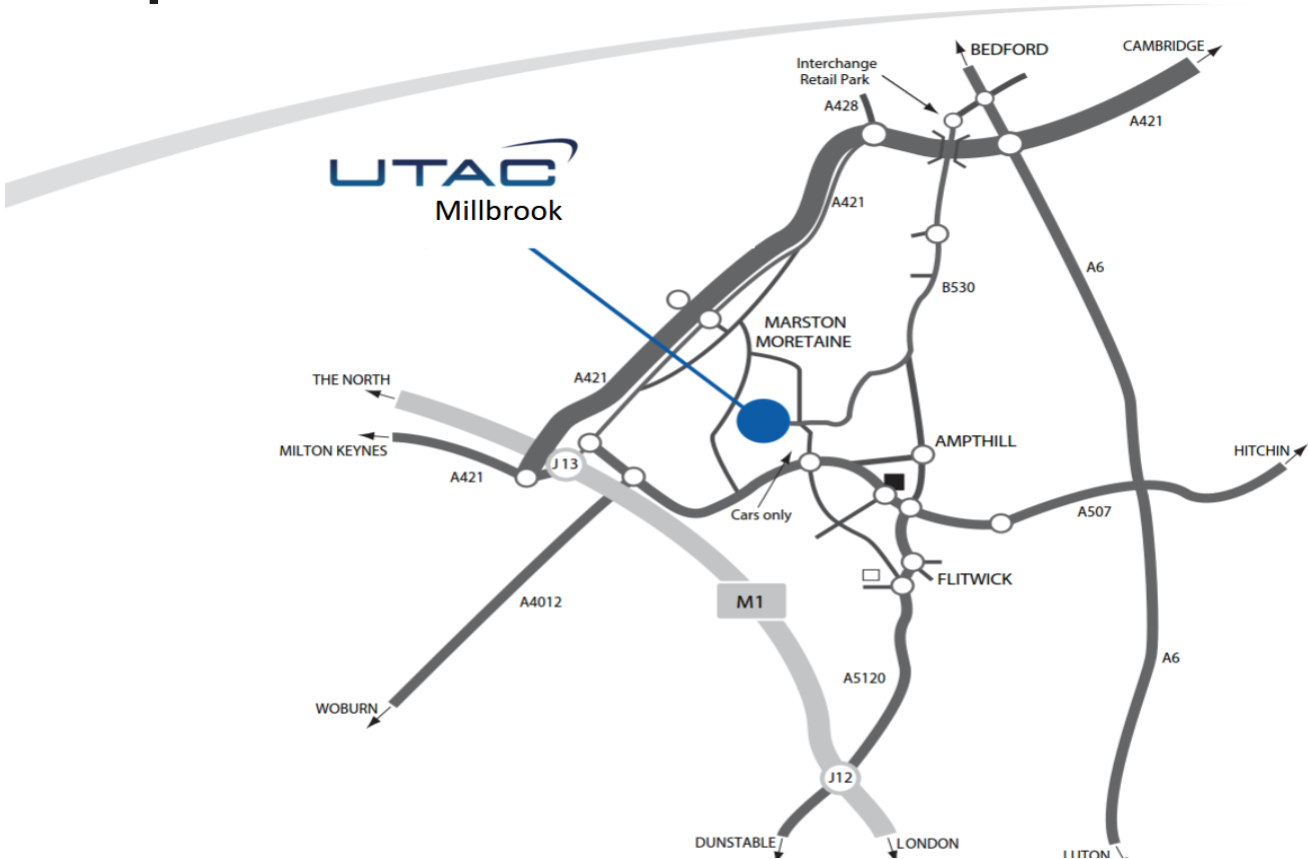 BEDFORD
CAMBRIDGE
Interchange
Retail Park
A428
A421
UTAC
Millbrook
A421
A6
B530
MARSTON
MORETAINE
THE NORTH
A421
MILTON KEYNES
AMPTHILL
HITCHIN
J13
A421
Cars only
A507
FLITWICK
A4012
M1
A6
A5120
WOBURN
J12
DUNSTABLE
LONDON
LUTON